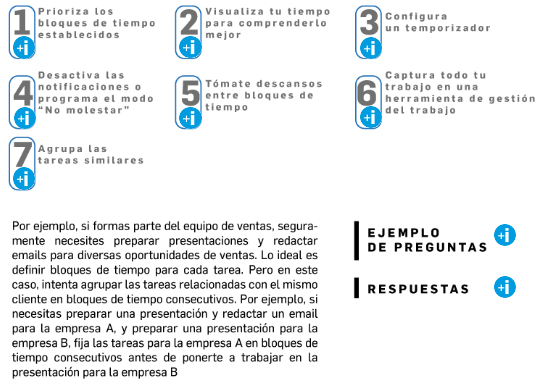 1 Prioriza los
bloques de tiempo
establecidos
+i
2 Visualiza tu tiempo
para comprenderlo
mejor
+i
3 Configura
un temporizador
+i
4 Desactiva las
notificaciones o
programa el modo
“No molestar”
+i
5 Tómate descansos
entre bloques de
tiempo
+i
6 Captura todo tu
trabajo en una
herramienta de gestión
del trabajo
+i
7 Agrupa las
tareas similares
+i
Por ejemplo, si formas parte del equipo de ventas, segura-
mente necesites preparar presentaciones y redactar
emails para diversas oportunidades de ventas. Lo ideal es
definir bloques de tiempo para cada tarea. Pero en este
caso, intenta agrupar las tareas relacionadas con el mismo
cliente en bloques de tiempo consecutivos. Por ejemplo, si
necesitas preparar una presentación y redactar un email
para la empresa A, y preparar una presentación para la
empresa B, fija las tareas para la empresa A en bloques de
tiempo consecutivos antes de ponerte a trabajar en la
presentación para la empresa B
EJEMPLO
DE PREGUNTAS
+i
RESPUESTAS
+i